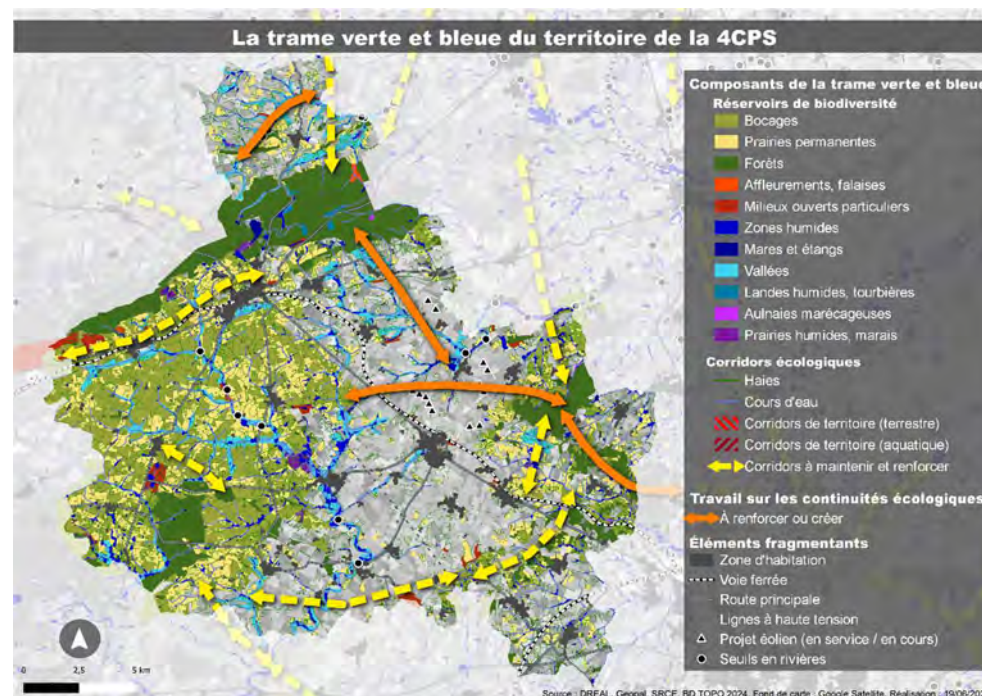 La trame verte et bleue du territoire de la 4CPS
Composants de la trame verte et bleue
Réservoirs de biodiversité
Bocages
Prairies permanentes
Forêts
Affleurements, falaises
Milieux ouverts particuliers
Zones humides
Mares et étangs
Vallées
Landes humides, tourbières
Aulnaies marécageuses
Prairies humides, marais
Corridors écologiques
Haies
Cours d'eau
Corridors de territoire (terrestre)
Corridors de territoire (aquatique)
Corridors à maintenir et renforcer
Travail sur les continuités écologiques
À renforcer ou créer
Éléments fragmentants
Zone d'habitation
Voie ferrée
Route principale
Lignes à haute tension
Projet éolien (en service / en cours)
Seuils en rivières
0 2,5 5 km
Source : DREAL, Geopal, SRCE, BD TOPO 2024, Fond de carte : Google Satellite, Réalisation : 19/06/202